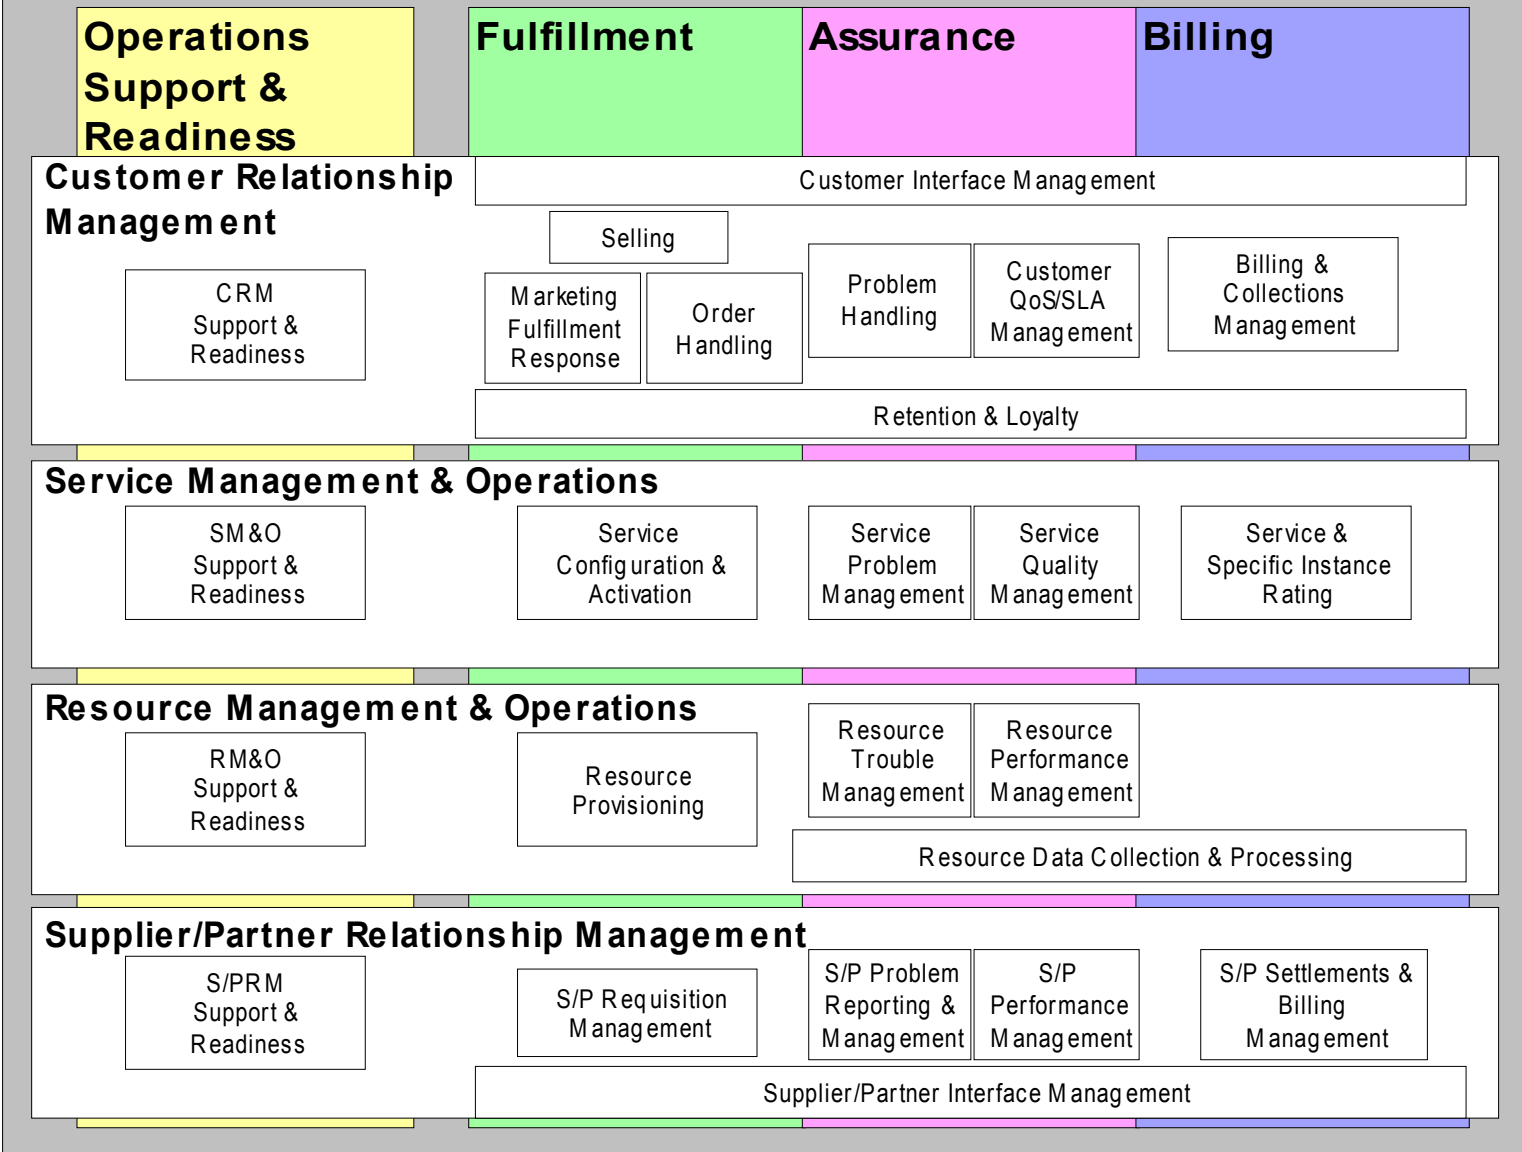 Operations
Support &
Readiness
Fulfillment
Assurance
Billing
Customer Relationship
Management
Customer Interface Management
Selling
CRM
Support &
Readiness
Marketing
Fulfillment
Response
Order
Handling
Problem
Handling
Customer
QoS/SLA
Management
Billing &
Collections
Management
Retention & Loyalty
Service Management & Operations
SM&O
Support &
Readiness
Service
Configuration &
Activation
Service
Problem
Management
Service
Quality
Management
Service &
Specific Instance
Rating
Resource Management & Operations
RM&O
Support &
Readiness
Resource
Provisioning
Resource
Trouble
Management
Resource
Performance
Management
Resource Data Collection & Processing
Supplier/Partner Relationship Management
S/PRM
Support &
Readiness
S/P Requisition
Management
S/P Problem
Reporting &
Management
S/P
Performance
Management
S/P Settlements &
Billing
Management
Supplier/Partner Interface Management